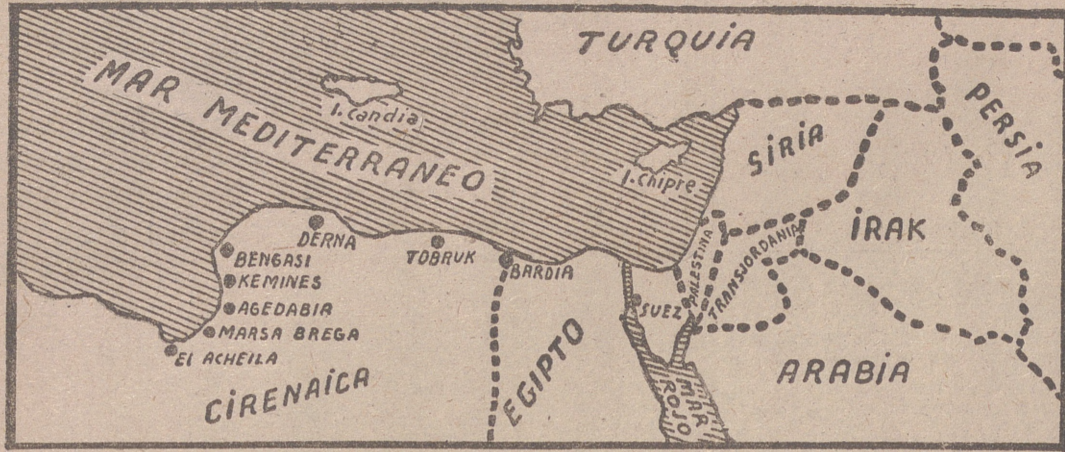 TURQUIA
MAR MEDITERRANEO
I. Candia
PERSIA
SIRIA
I. Chipre
IRAK
DERNA
TOBRUK
BENGASI
BARDIA
KEMINES
PALESTINA
TRANSJORDANIA
AGEDABIA
SUEZ
MARSA BREGA
El ACHEILA
CIRENAICA
EGIPTO
ARABIA
MAR
ROJO